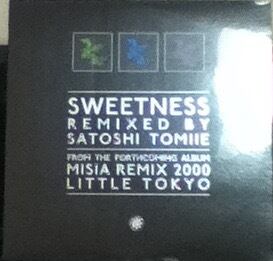 SWEETNESS
REMIXED BY
SATOSHI TOMIIE
FROM THE FORTHCOMING ALBUM
MISIA REMIX 2000
LITTLE TOKYO